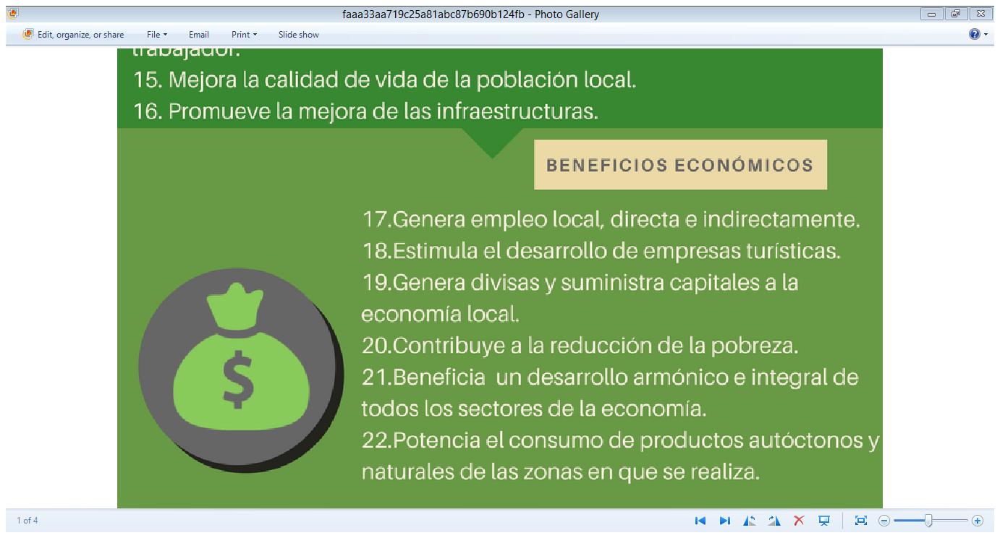 faaa33aa719c25a81abc87b690b124fb - Photo Gallery
Edit, organize, or share File Email Print Slide show
trabajador.
15. Mejora la calidad de vida de la población local.
16. Promueve la mejora de las infraestructuras.
BENEFICIOS ECONÓMICOS
17.Genera empleo local, directa e indirectamente.
18.Estimula el desarrollo de empresas turísticas.
19.Genera divisas y suministra capitales a la
economía local.
20.Contribuye a la reducción de la pobreza.
21.Beneficia  un desarrollo armónico e integral de
todos los sectores de la economía.
22.Potencia el consumo de productos autóctonos y
naturales de las zonas en que se realiza.
$
1 of 4